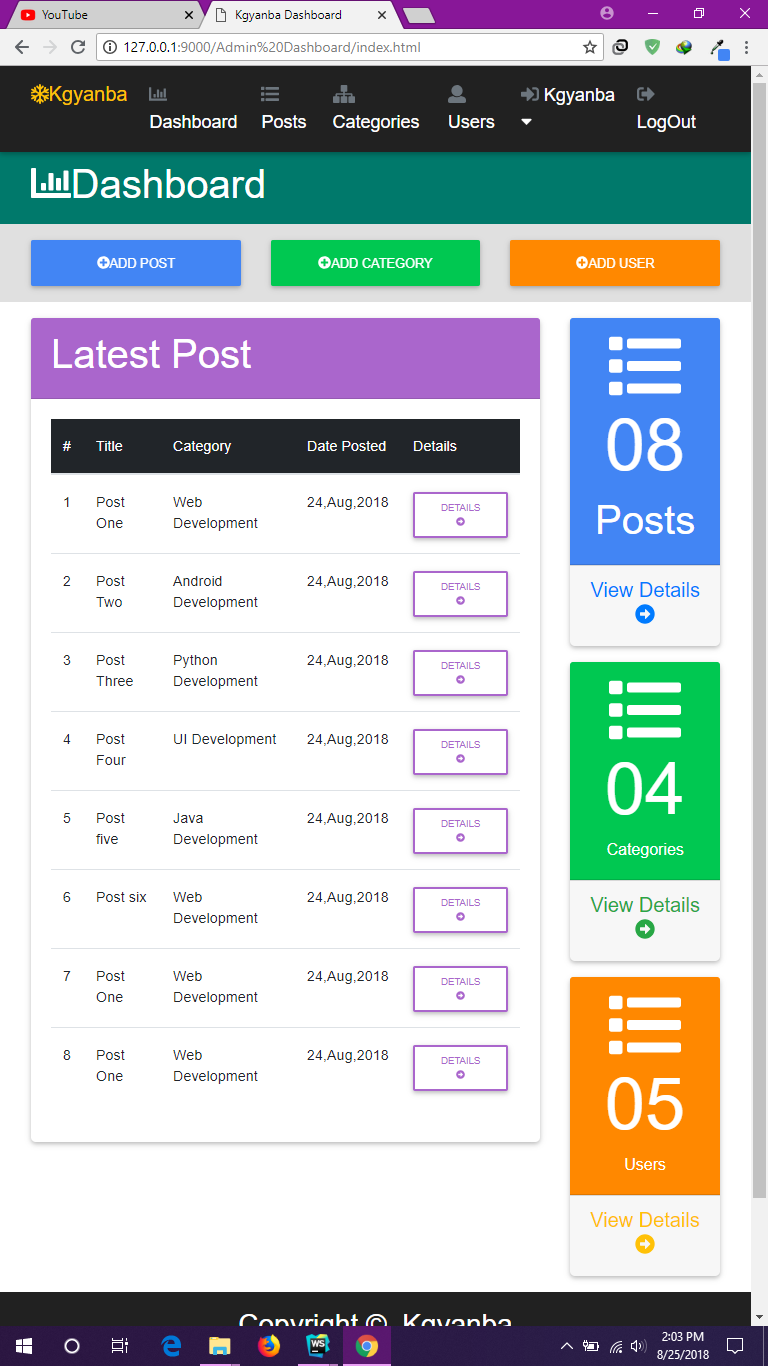 YouTube
Kgyanba Dashboard
127.0.0.1:9000/Admin%20Dashboard/index.html
Kgyanba
Dashboard
Posts
Categories
Users
Kgyanba
LogOut
Dashboard
ADD POST
ADD CATEGORY
ADD USER
Latest Post
# Title Category Date Posted Details
1 Post One Web Development 24,Aug,2018 DETAILS
2 Post Two Android Development 24,Aug,2018 DETAILS
3 Post Three Python Development 24,Aug,2018 DETAILS
4 Post Four UI Development 24,Aug,2018 DETAILS
5 Post five Java Development 24,Aug,2018 DETAILS
6 Post six Web Development 24,Aug,2018 DETAILS
7 Post One Web Development 24,Aug,2018 DETAILS
8 Post One Web Development 24,Aug,2018 DETAILS
08
Posts
View Details
04
Categories
View Details
05
Users
View Details
Copyright © Kgyanba
WS
2:03 PM
8/25/2018